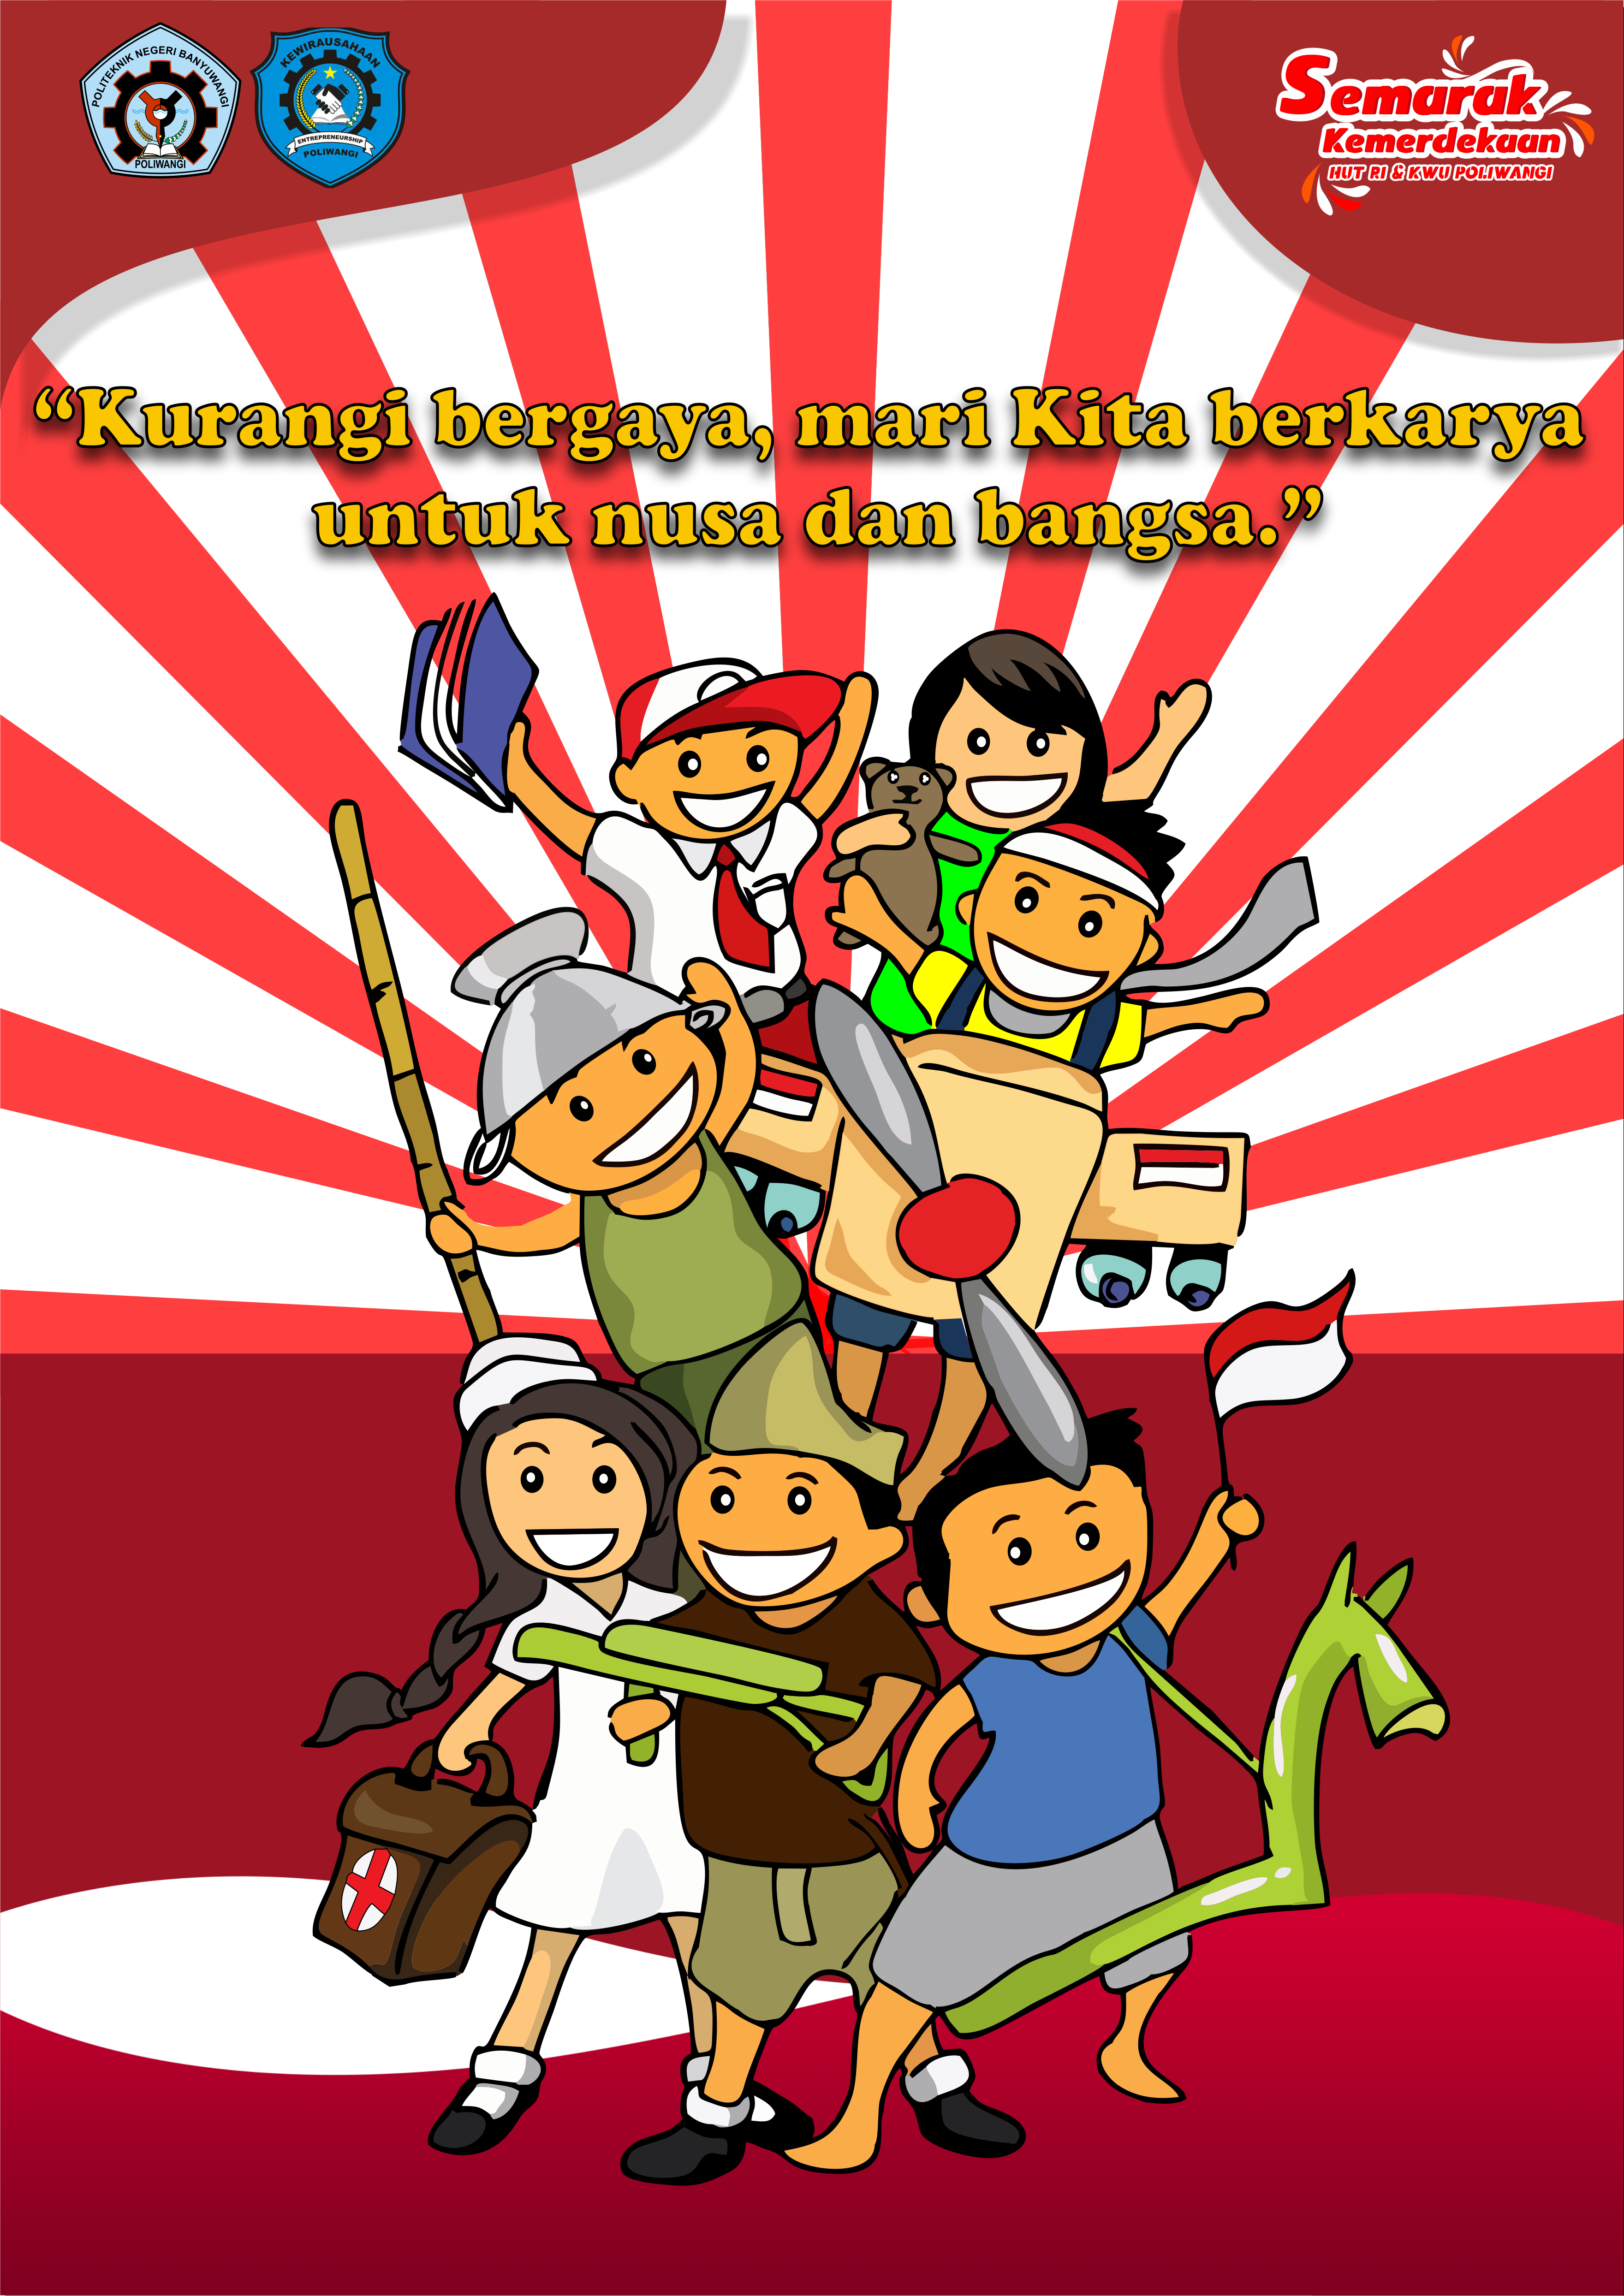 POLITEKNIK NEGERI BANYUWANGI
POLIWANGI
KEWIRAUSAHAAN
ENTREPRENEURSHIP
POLIWANGI
Semarak
Kemerdekaan
HUT RI & KWU POLIWANGI
“Kurangi bergaya, mari Kita berkarya
untuk nusa dan bangsa.”